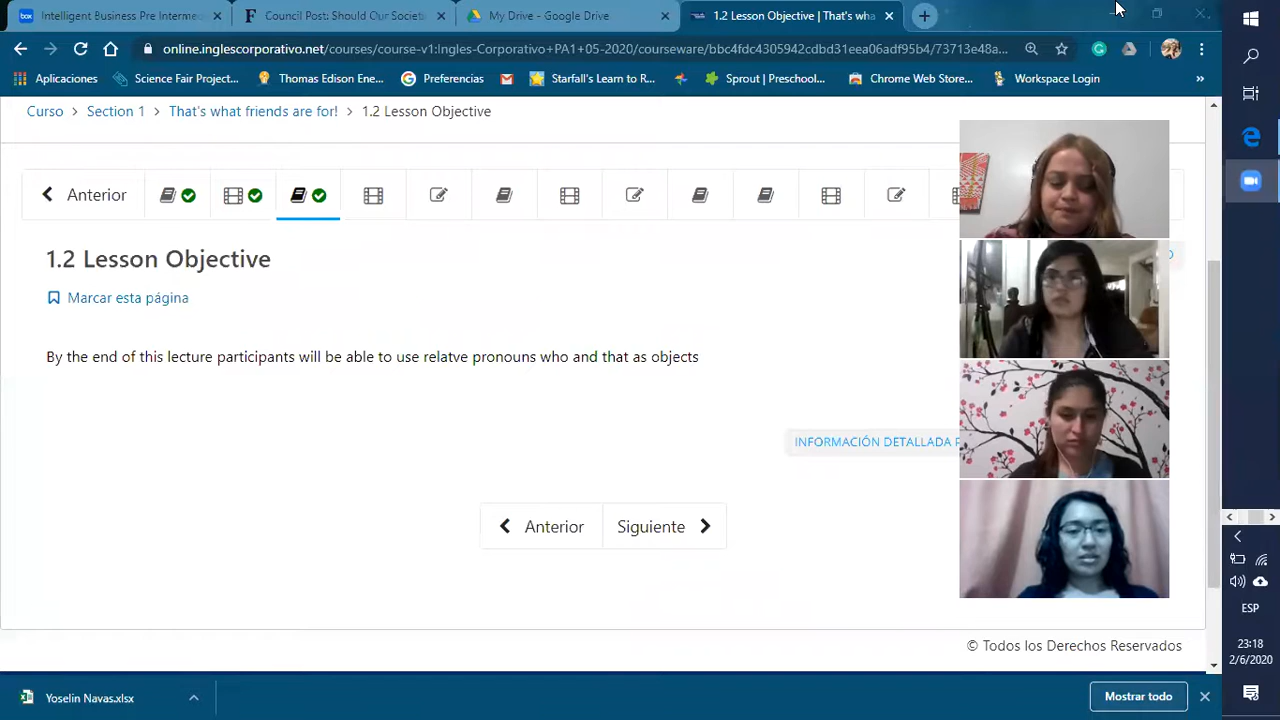 Intelligent Business Pre Interme
Council Post: Should Our Societ
My Drive - Google Drive
1.2 Lesson Objective | That's wha
online.inglescorporativo.net/courses/course-v1:Ingles-Corporativo+PA1+05-2020/courseware/bbc4fdc4305942cdbd31eea06adf95b4/73713e48a...
Aplicaciones
Science Fair Project...
Thomas Edison Ene...
Preferencias
Starfall's Learn to R...
Sprout | Preschool...
Chrome Web Store...
Workspace Login
»
Curso > Section 1 > That's what friends are for! > 1.2 Lesson Objective
Anterior
1.2 Lesson Objective
Marcar esta página
By the end of this lecture participants will be able to use relatve pronouns who and that as objects
INFORMACIÓN DETALLADA P
Anterior
Siguiente
© Todos los Derechos Reservados
Yoselin Navas.xlsx
Mostrar todo
ESP
23:18
2/6/2020